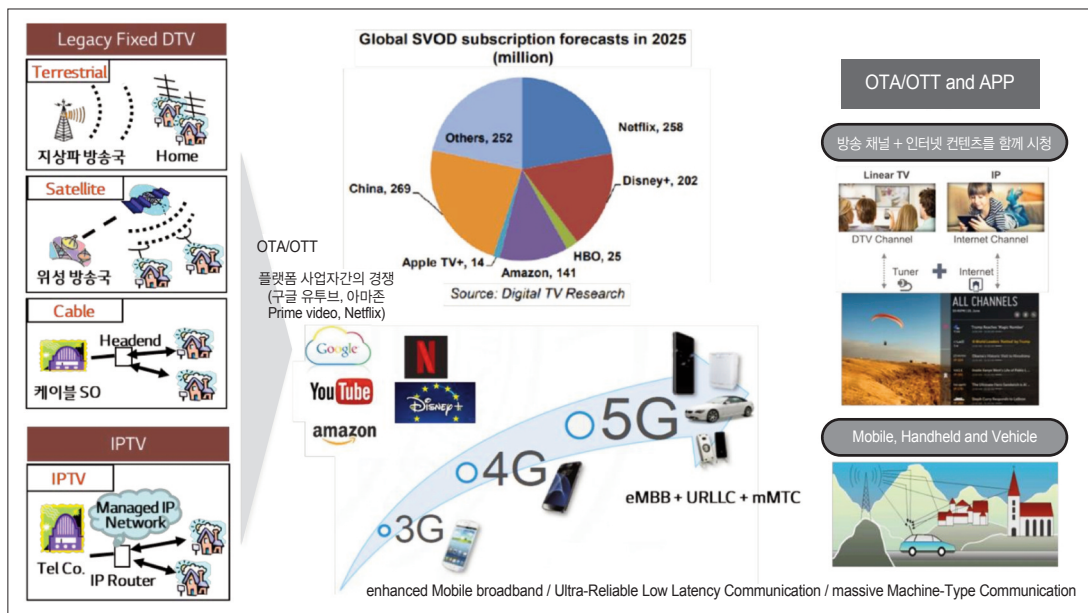 Legacy Fixed DTV
Terrestrial
지상파 방송국
Home
Satellite
위성 방송국
Cable
Headend
케이블 SO
IPTV
IPTV
Managed IP
Network
Tel Co.
IP Router
OTA/OTT
플랫폼 사업자간의 경쟁
(구글 유투브, 아마존
Prime video, Netflix)
Global SVOD subscription forecasts in 2025
(million)
Others, 252
Netflix, 258
China, 269
Disney+, 202
Apple TV+, 14
HBO, 25
Amazon, 141
Source: Digital TV Research
Google
N
YouTube
Disney+
amazon
3G
4G
5G
eMBB + URLLC + mMTC
enhanced Mobile broadband / Ultra-Reliable Low Latency Communication / massive Machine-Type Communication
OTA/OTT and APP
방송 채널 + 인터넷 컨텐츠를 함께 시청
Linear TV
IP
DTV Channel
Internet Channel
Tuner
Internet
ALL CHANNELS
Mobile, Handheld and Vehicle